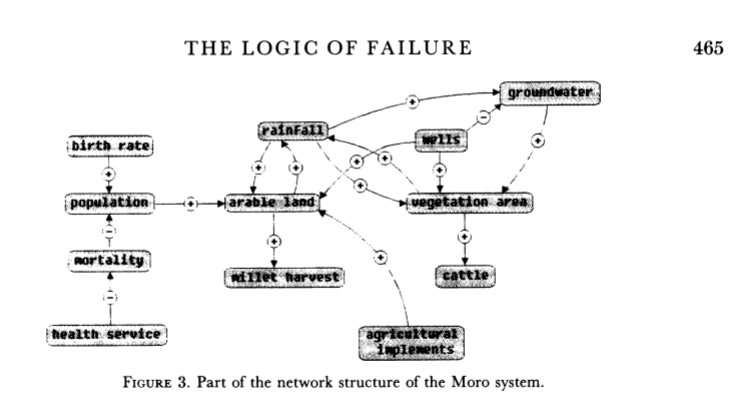 THE LOGIC OF FAILURE 465
groundwater
+
rainfall
−
birth rate
wells
+
+
+
+
+
+
+
+
population
+
arable land
vegetation area
−
+
+
mortality
+
millet harvest
cattle
−
health service
agricultural
implements
FIGURE 3. Part of the network structure of the Moro system.